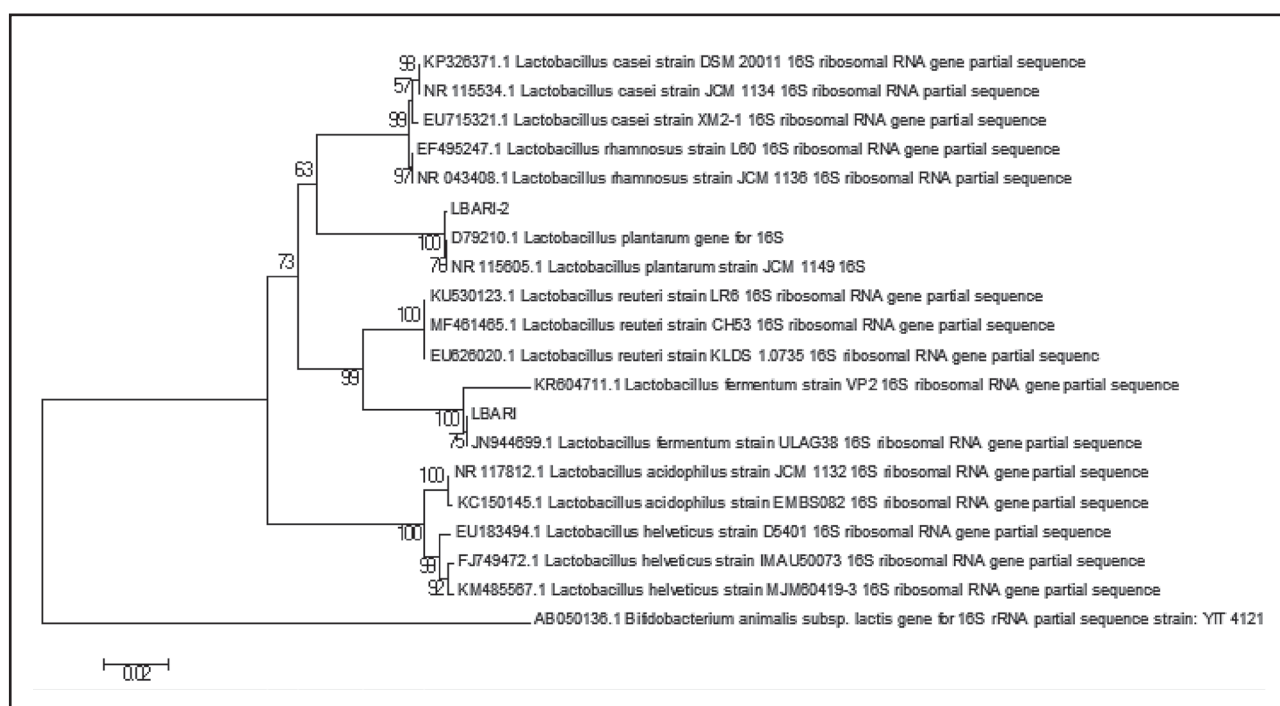 98 KP326371.1 Lactobacillus casei strain DSM 20011 16S ribosomal RNA gene partial sequence
57 NR 115534.1 Lactobacillus casei strain JCM 1134 16S ribosomal RNA partial sequence
99 EU715321.1 Lactobacillus casei strain XM2-1 16S ribosomal RNA gene partial sequence
EF495247.1 Lactobacillus rhamnosus strain L60 16S ribosomal RNA gene partial sequence
97 NR 043408.1 Lactobacillus rhamnosus strain JCM 1136 16S ribosomal RNA partial sequence
63
LBARI-2
100 D79210.1 Lactobacillus plantarum gene for 16S
73 76 NR 115605.1 Lactobacillus plantarum strain JCM 1149 16S
KU530123.1 Lactobacillus reuteri strain LR6 16S ribosomal RNA gene partial sequence
100 MF461465.1 Lactobacillus reuteri strain CH53 16S ribosomal RNA gene partial sequence
EU626020.1 Lactobacillus reuteri strain KLDS 1.0735 16S ribosomal RNA gene partial sequenc
99 KR604711.1 Lactobacillus fermentum strain VP2 16S ribosomal RNA gene partial sequence
100 LBARI
75 JN944699.1 Lactobacillus fermentum strain ULAG38 16S ribosomal RNA gene partial sequence
100 NR 117812.1 Lactobacillus acidophilus strain JCM 1132 16S ribosomal RNA gene partial sequence
KC150145.1 Lactobacillus acidophilus strain EMBS082 16S ribosomal RNA gene partial sequence
100 EU183494.1 Lactobacillus helveticus strain D5401 16S ribosomal RNA gene partial sequence
98 FJ749472.1 Lactobacillus helveticus strain IMAU50073 16S ribosomal RNA gene partial sequence
92 KM485567.1 Lactobacillus helveticus strain MJM60419-3 16S ribosomal RNA gene partial sequence
AB050136.1 Bifidobacterium animalis subsp. lactis gene for 16S rRNA partial sequence strain: YIT 4121
0.02